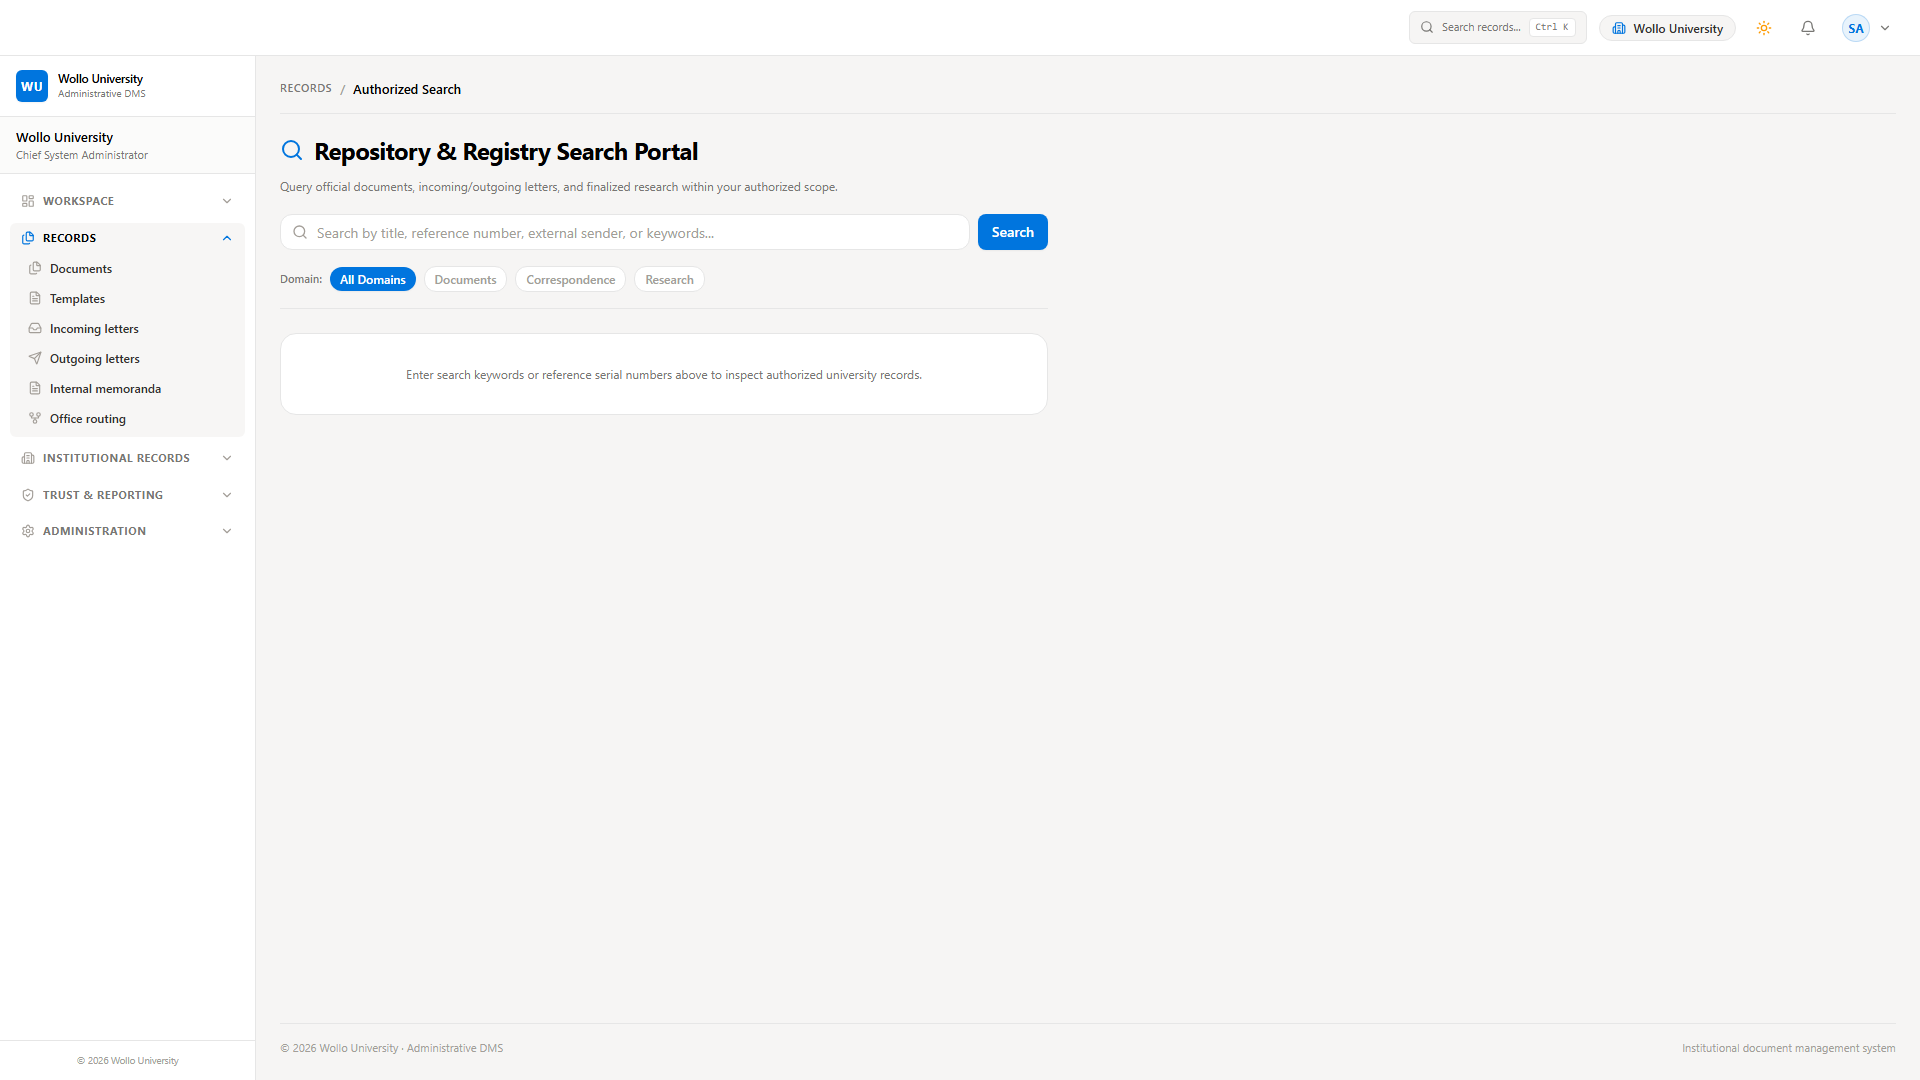 Search records... Ctrl K
Wollo University
SA
WU
Wollo University
Administrative DMS
Wollo University
Chief System Administrator
WORKSPACE
RECORDS
Documents
Templates
Incoming letters
Outgoing letters
Internal memoranda
Office routing
INSTITUTIONAL RECORDS
TRUST & REPORTING
ADMINISTRATION
© 2026 Wollo University
RECORDS / Authorized Search
Repository & Registry Search Portal
Query official documents, incoming/outgoing letters, and finalized research within your authorized scope.
Search by title, reference number, external sender, or keywords...
Search
Domain: All Domains Documents Correspondence Research
Enter search keywords or reference serial numbers above to inspect authorized university records.
© 2026 Wollo University · Administrative DMS
Institutional document management system